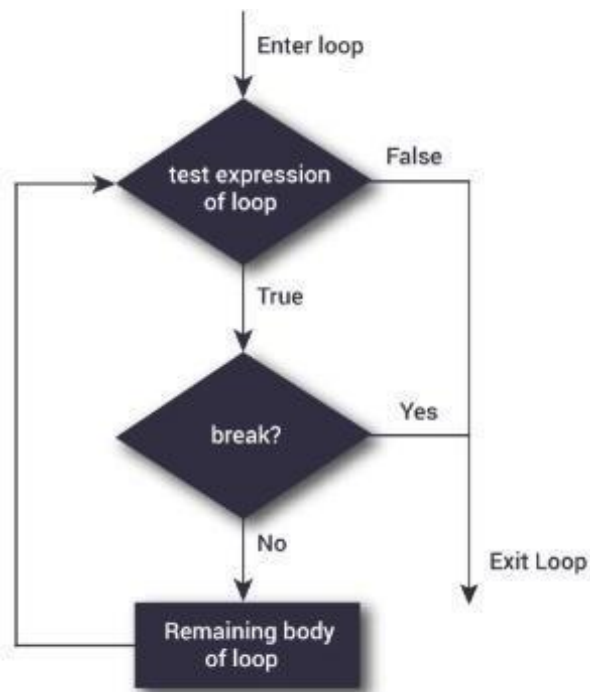 Enter loop
test expression
of loop
False
True
break?
Yes
No
Exit Loop
Remaining body
of loop